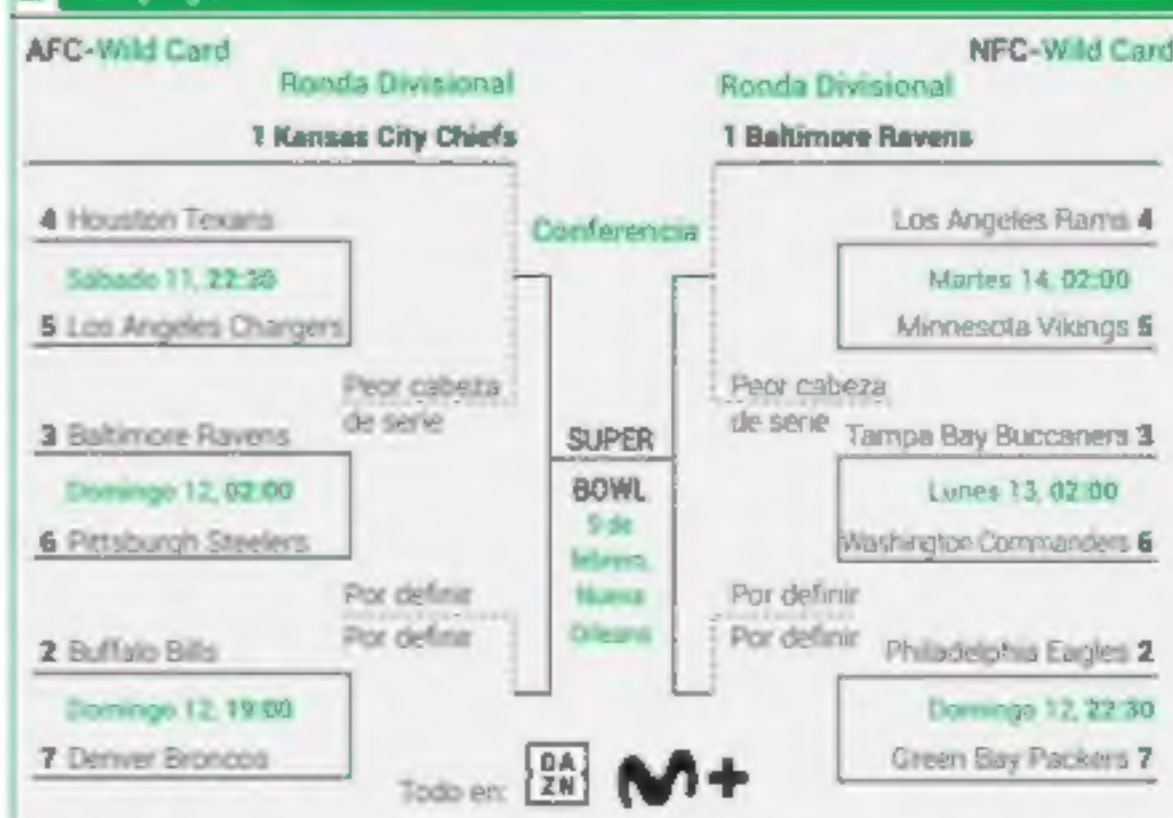 AFC-Wild Card
NFC-Wild Card
Ronda Divisional
Ronda Divisional
1 Kansas City Chiefs
1 Baltimore Ravens
4 Houston Texans
Sábado 11, 22:30
5 Los Angeles Chargers
Conferencia
Los Angeles Rams 4
Martes 14, 02:00
Minnesota Vikings 5
Peor cabeza
de serie
Peor cabeza
de serie
3 Baltimore Ravens
Domingo 12, 02:00
6 Pittsburgh Steelers
SUPER
BOWL
9 de
febrero,
Nueva
Orleans
Tampa Bay Buccaners 3
Lunes 13, 02:00
Washington Commanders 6
Por definir
Por definir
Por definir
Por definir
2 Buffalo Bills
Domingo 12, 19:00
7 Denver Broncos
Philadelphia Eagles 2
Domingo 12, 22:30
Green Bay Packers 7
Todo en:
DA
ZN
M+